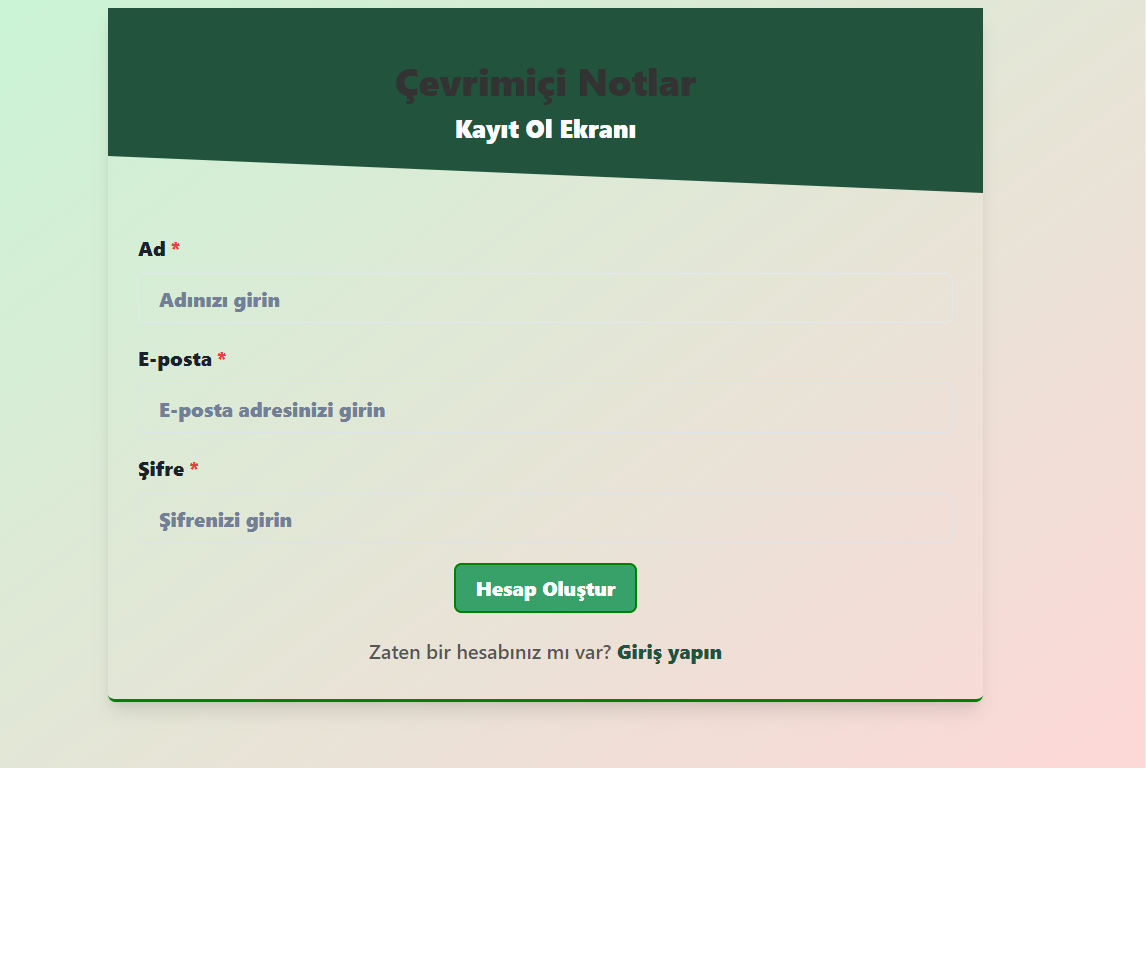 Çevrimiçi Notlar
Kayıt Ol Ekranı
Ad *
Adınızı girin
E-posta *
E-posta adresinizi girin
Şifre *
Şifrenizi girin
Hesap Oluştur
Zaten bir hesabınız mı var? Giriş yapın